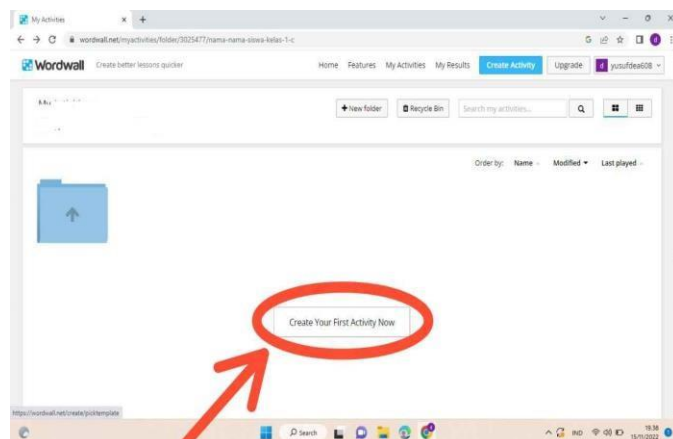 My Activities
wordwall.net/myactivities/folder/3025477/nama-nama-siswa-kelas-1-c
Wordwall Create better lessons quicker Home Features My Activities My Results Create Activity Upgrade d yusufdea608
New folder Recycle Bin Search my activities...
Order by: Name Modified Last played
Create Your First Activity Now
https://wordwall.net/create/picktemplate
Search IND 19.38
15/11/2022